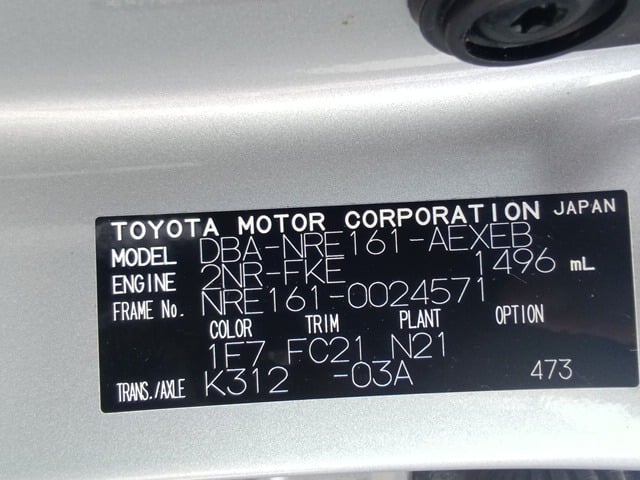 TOYOTA MOTOR CORPORATION JAPAN
MODEL DBA-NRE161-AEXEB
ENGINE 2NR-FKE 1496 mL
FRAME No. NRE161-0024571
COLOR TRIM PLANT OPTION
1F7 FC21 N21
TRANS./AXLE K312 -03A 473